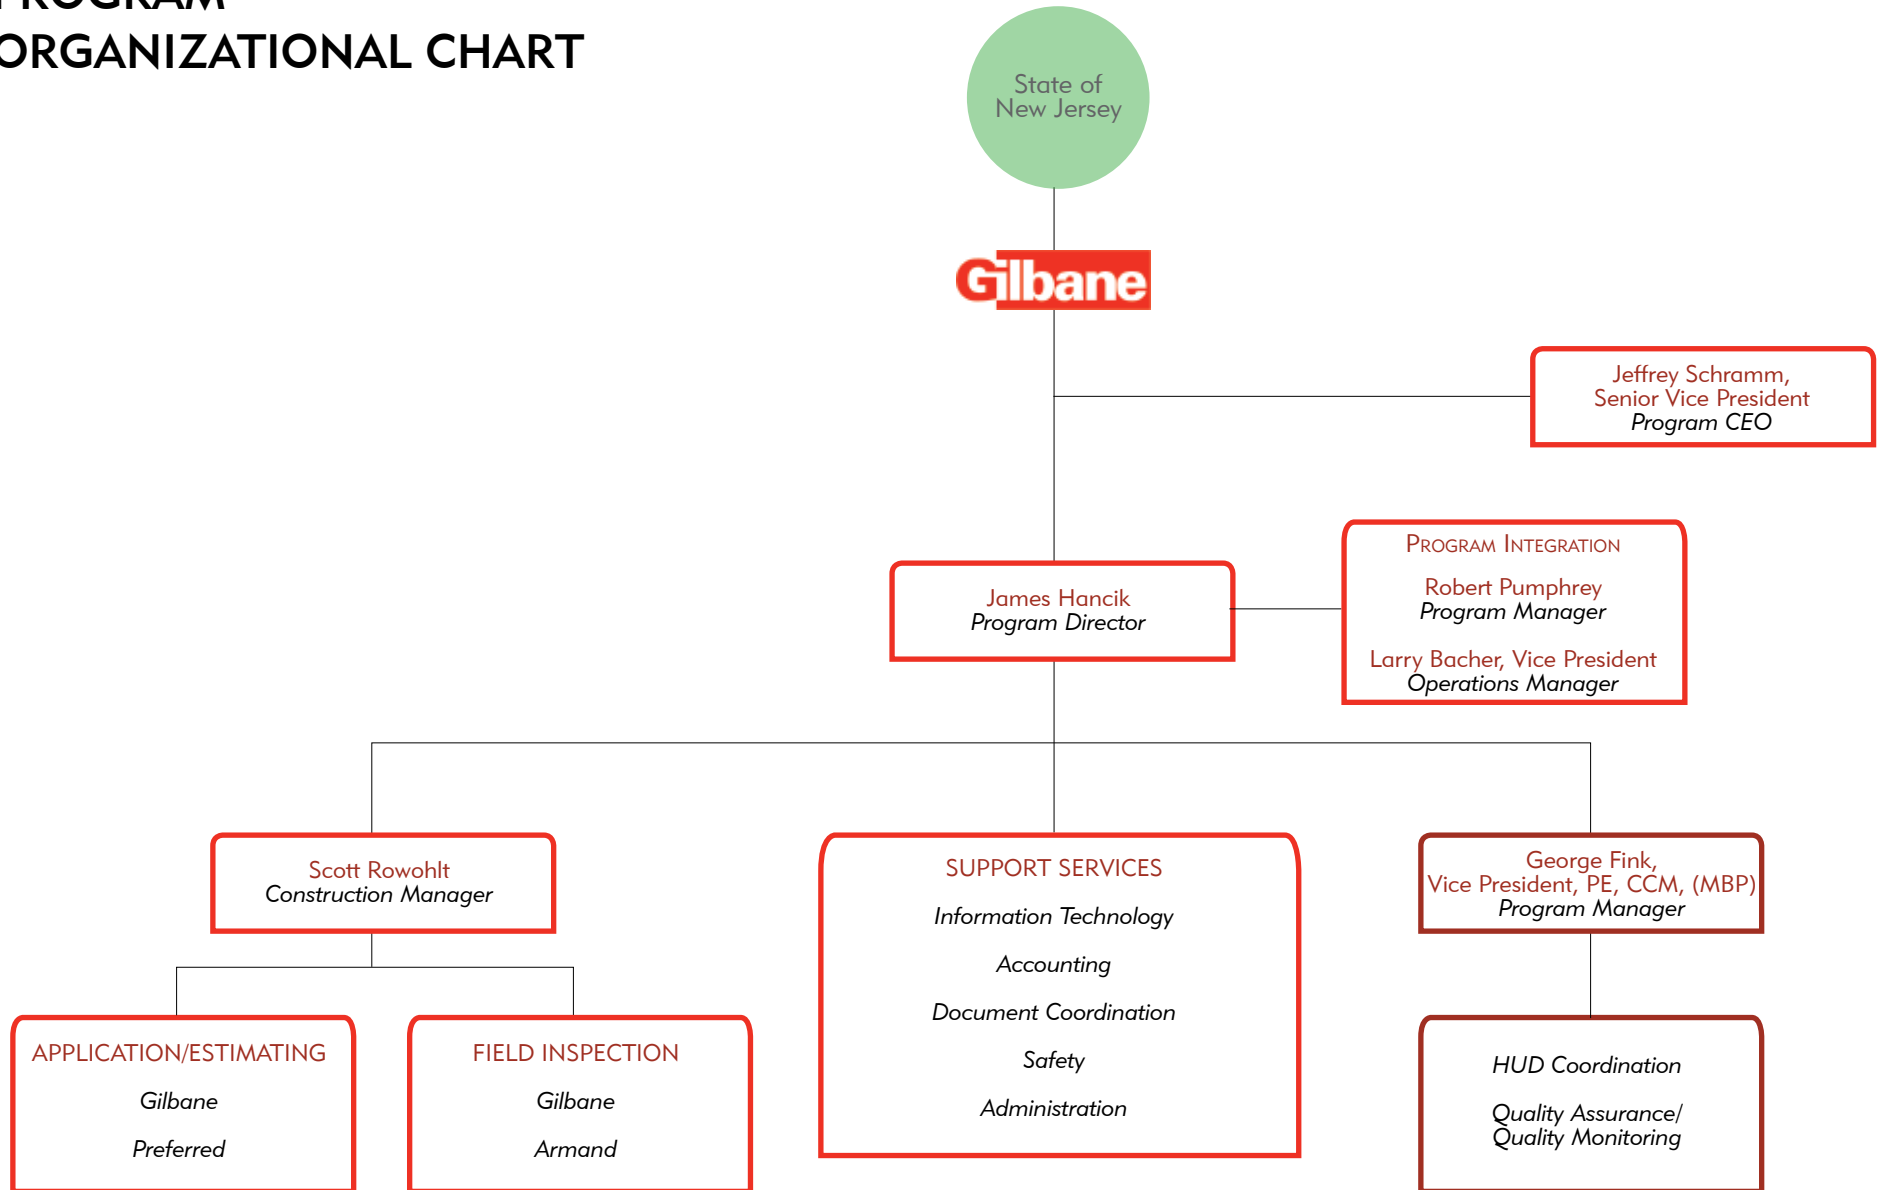 PROGRAM
ORGANIZATIONAL CHART
State of
New Jersey
Gilbane
Jeffrey Schramm,
Senior Vice President
Program CEO
PROGRAM INTEGRATION
Robert Pumphrey
Program Manager
Larry Bacher, Vice President
Operations Manager
James Hancik
Program Director
Scott Rowohlt
Construction Manager
SUPPORT SERVICES
Information Technology
Accounting
Document Coordination
Safety
Administration
George Fink,
Vice President, PE, CCM, (MBP)
Program Manager
APPLICATION/ESTIMATING
Gilbane
Preferred
FIELD INSPECTION
Gilbane
Armand
HUD Coordination
Quality Assurance/
Quality Monitoring